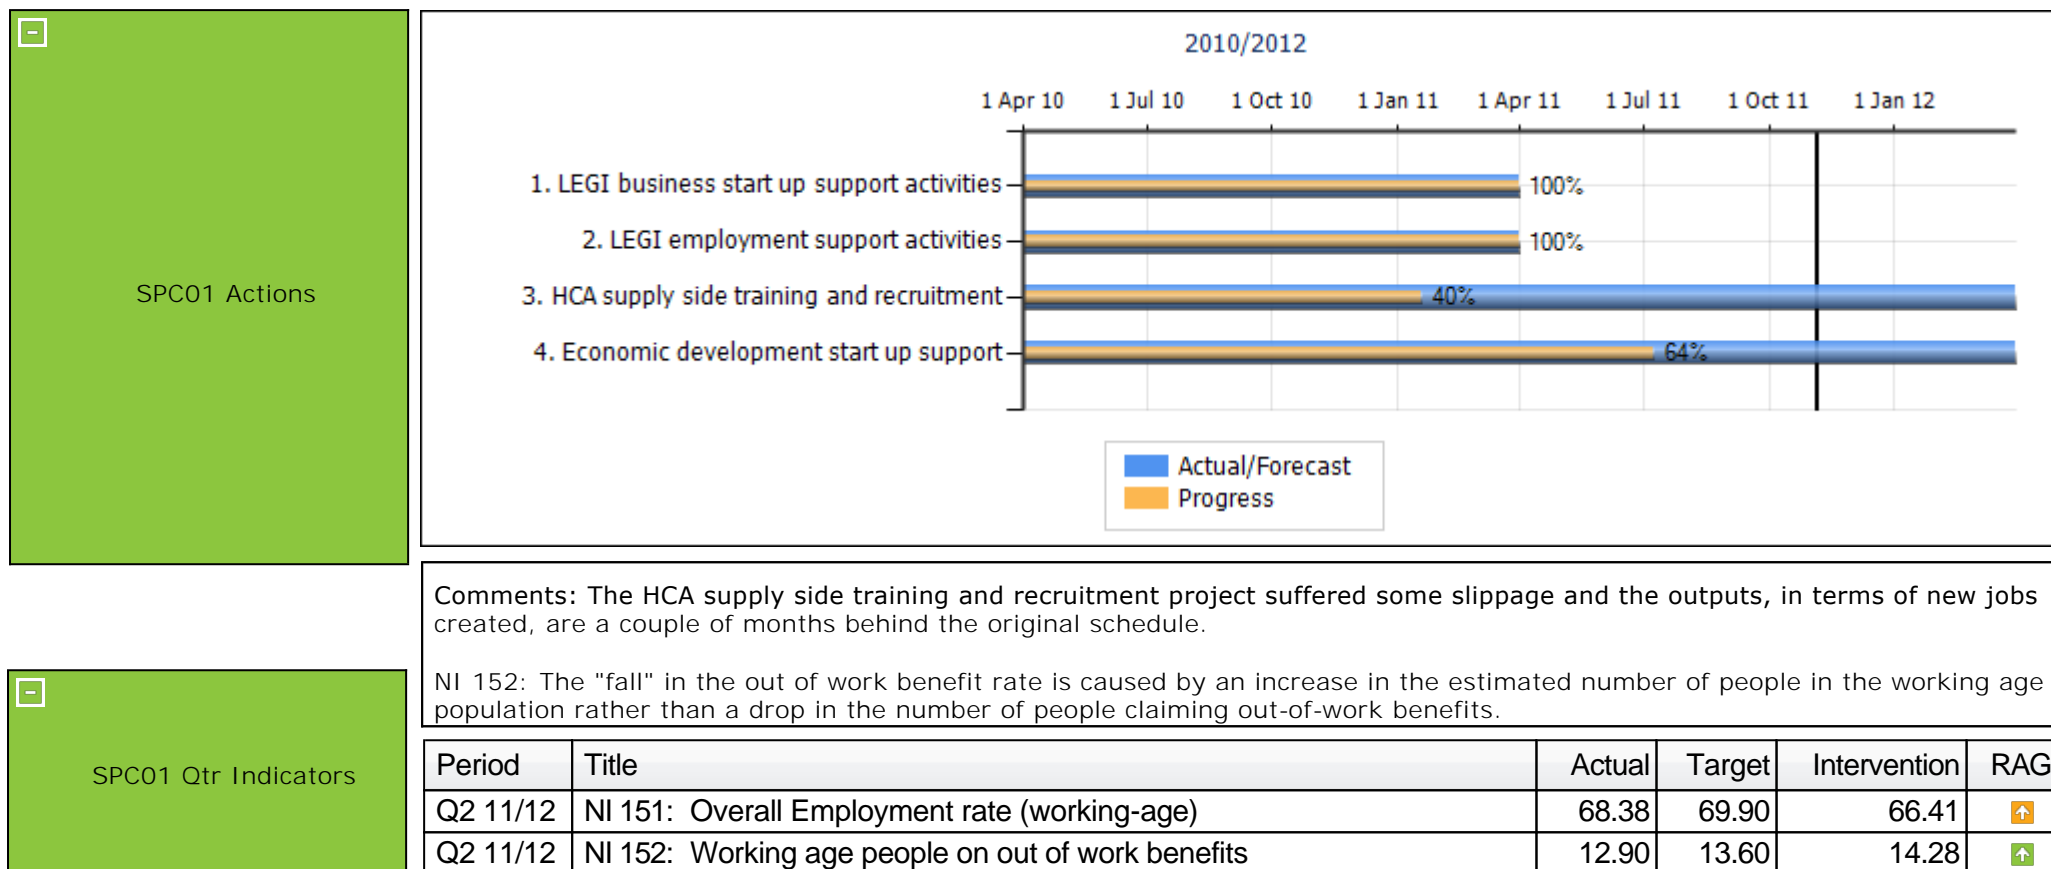 SPC01 Actions
2010/2012
1 Apr 10 1 Jul 10 1 Oct 10 1 Jan 11 1 Apr 11 1 Jul 11 1 Oct 11 1 Jan 12
1. LEGI business start up support activities 100%
2. LEGI employment support activities 100%
3. HCA supply side training and recruitment 40%
4. Economic development start up support 64%
Actual/Forecast
Progress
Comments: The HCA supply side training and recruitment project suffered some slippage and the outputs, in terms of new jobs
created, are a couple of months behind the original schedule.
NI 152: The "fall" in the out of work benefit rate is caused by an increase in the estimated number of people in the working age
population rather than a drop in the number of people claiming out-of-work benefits.
SPC01 Qtr Indicators
Period Title Actual Target Intervention RAG
Q2 11/12 NI 151: Overall Employment rate (working-age) 68.38 69.90 66.41
Q2 11/12 NI 152: Working age people on out of work benefits 12.90 13.60 14.28